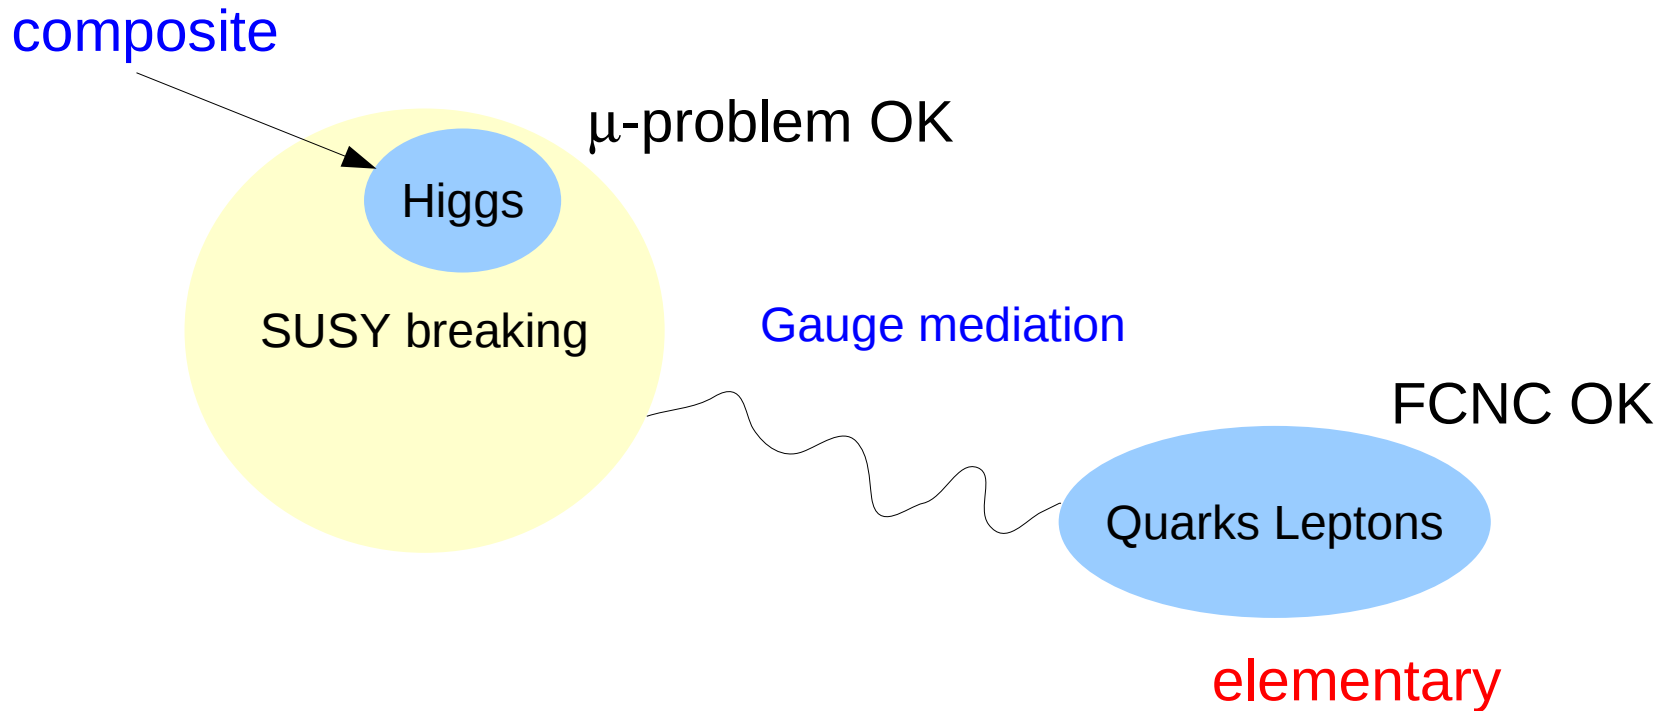 composite
μ-problem OK
Higgs
SUSY breaking
Gauge mediation
FCNC OK
Quarks Leptons
elementary